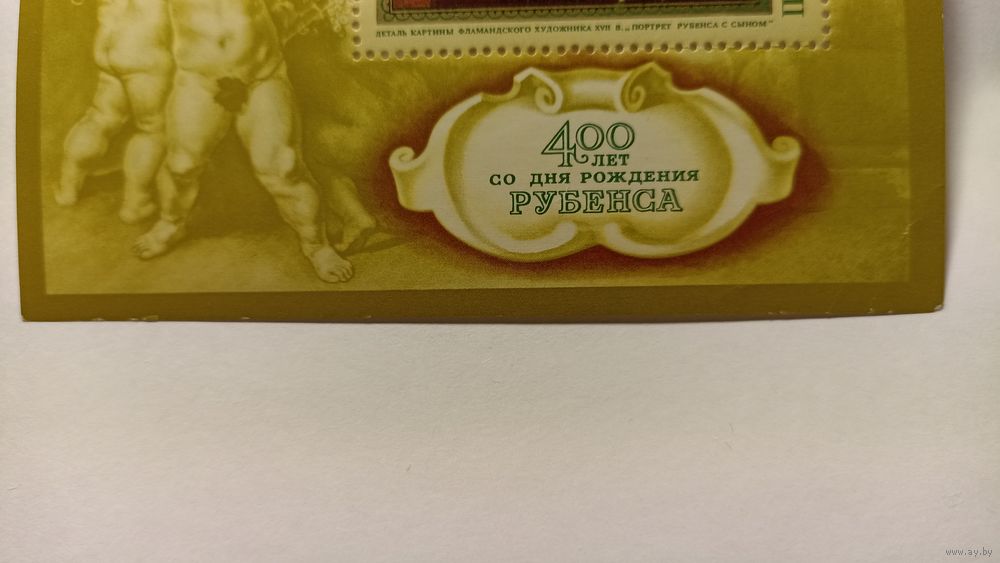 ДЕТАЛЬ КАРТИНЫ ФЛАМАНДСКОГО ХУДОЖНИКА XVII В. „ПОРТРЕТ РУБЕНСА С СЫНОМ"
400
ЛЕТ
СО ДНЯ РОЖДЕНИЯ
РУБЕНСА
www.ay.by